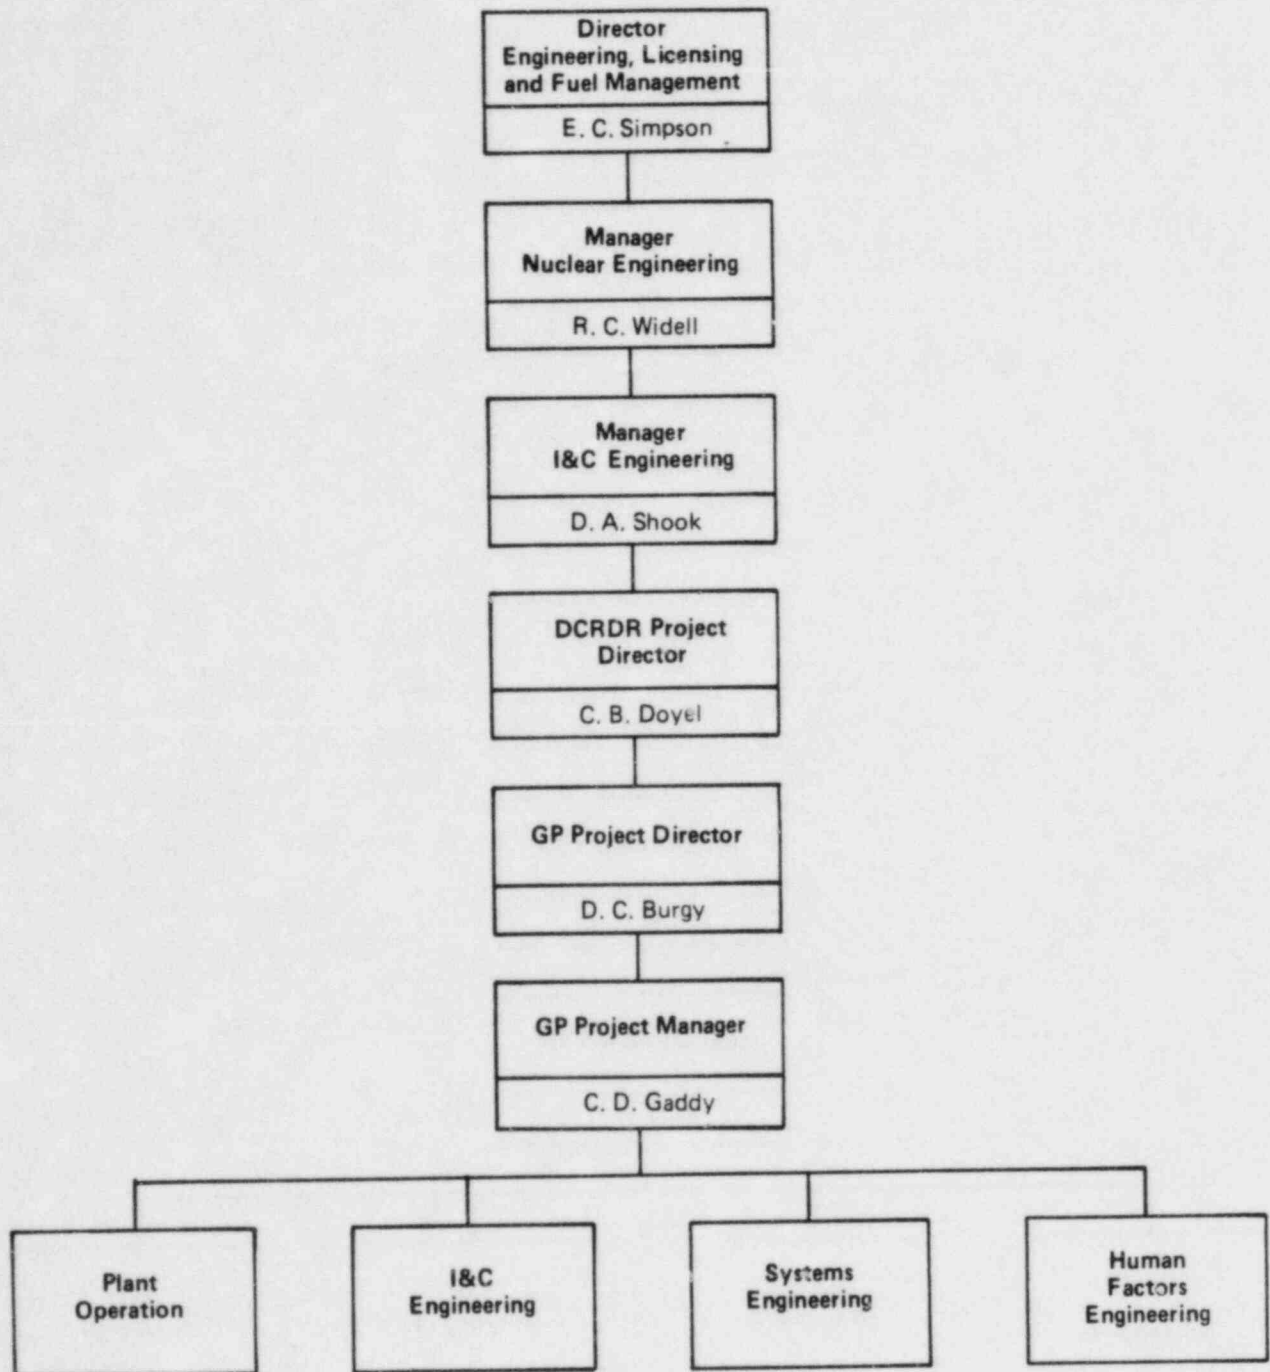 Director
Engineering, Licensing
and Fuel Management
E. C. Simpson
Manager
Nuclear Engineering
R. C. Widell
Manager
I&C Engineering
D. A. Shook
DCRDR Project
Director
C. B. Doyel
GP Project Director
D. C. Burgy
GP Project Manager
C. D. Gaddy
Plant
Operation
I&C
Engineering
Systems
Engineering
Human
Factors
Engineering